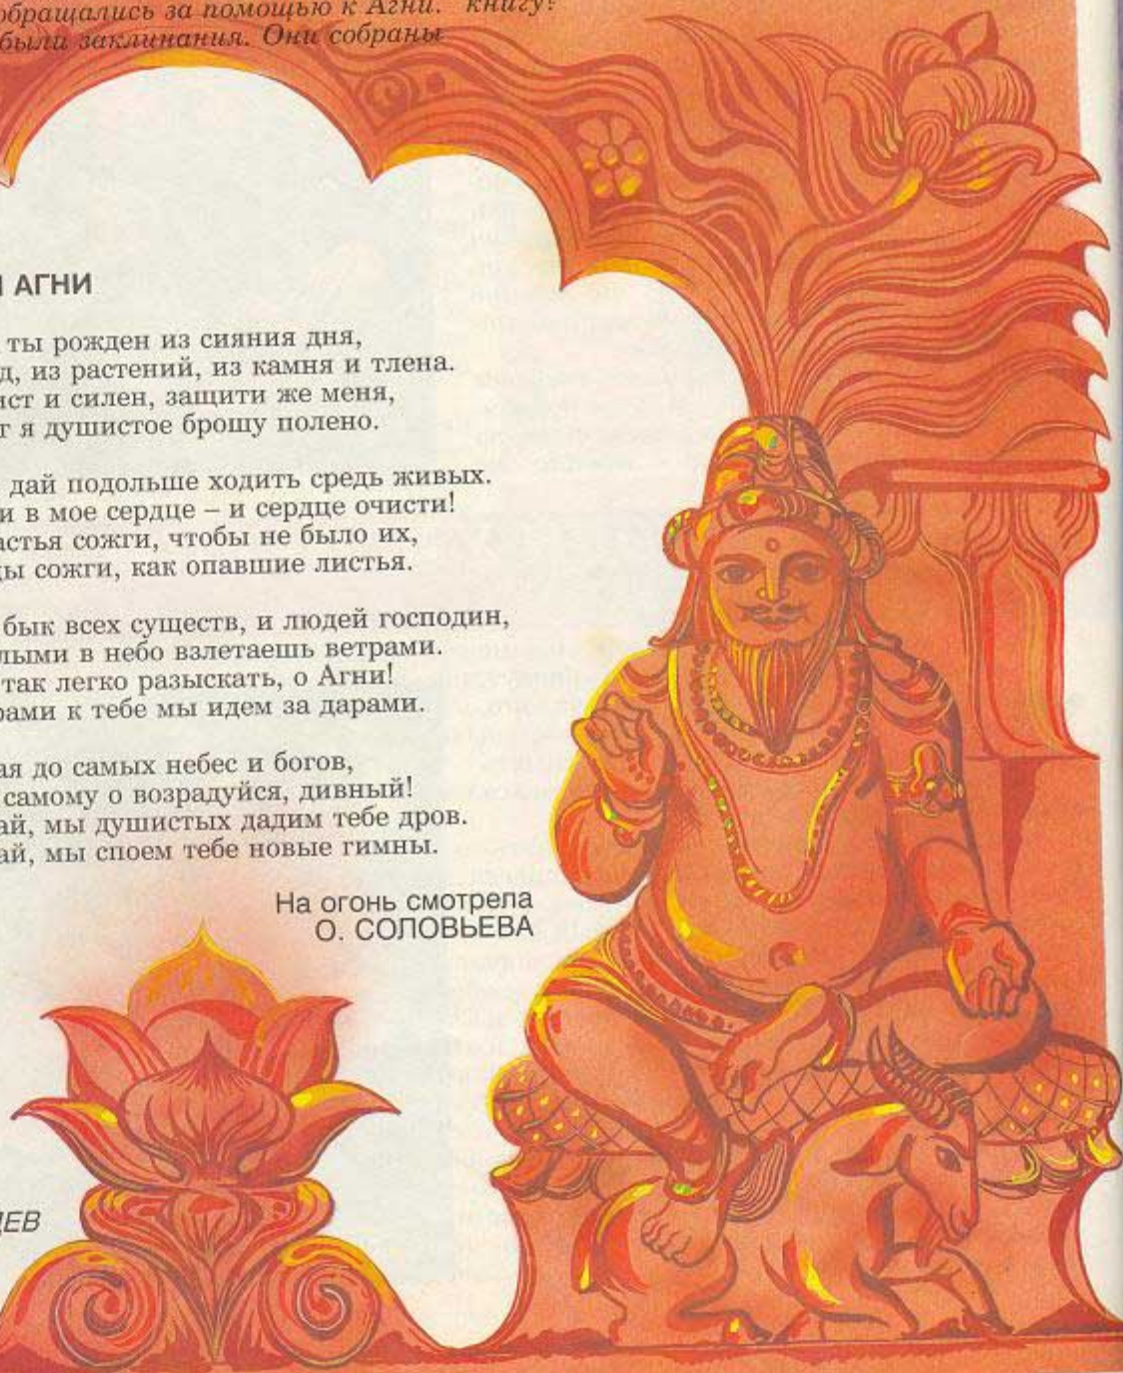 обращались за помощью к Агни. книгу?
были заклинания. Они собраны
АГНИ
ты рожден из сияния дня,
д, из растений, из камня и тлена.
ист и силен, защити же меня,
г я душистое брошу полено.
дай подольше ходить средь живых.
и в мое сердце – и сердце очисти!
астья сожги, чтобы не было их,
ды сожги, как опавшие листья.
бык всех существ, и людей господин,
лыми в небо взлетаешь ветрами.
так легко разыскать, о Агни!
рами к тебе мы идем за дарами.
ая до самых небес и богов,
самому о возрадуйся, дивный!
ай, мы душистых дадим тебе дров.
ай, мы споем тебе новые гимны.
На огонь смотрела
О. СОЛОВЬЕВА
ДЕВ